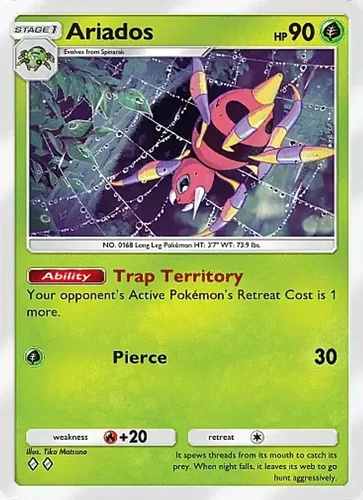 STAGE 1
Ariados
HP 90
Evolves from Spinarak
NO. 0168 Long Leg Pokémon HT: 3'7" WT: 73.9 lbs.
Ability Trap Territory
Your opponent's Active Pokémon's Retreat Cost is 1
more.
Pierce 30
weakness +20 retreat
Illus. Tika Matsuno
It spews threads from its mouth to catch its
prey. When night falls, it leaves its web to go
hunt aggressively.